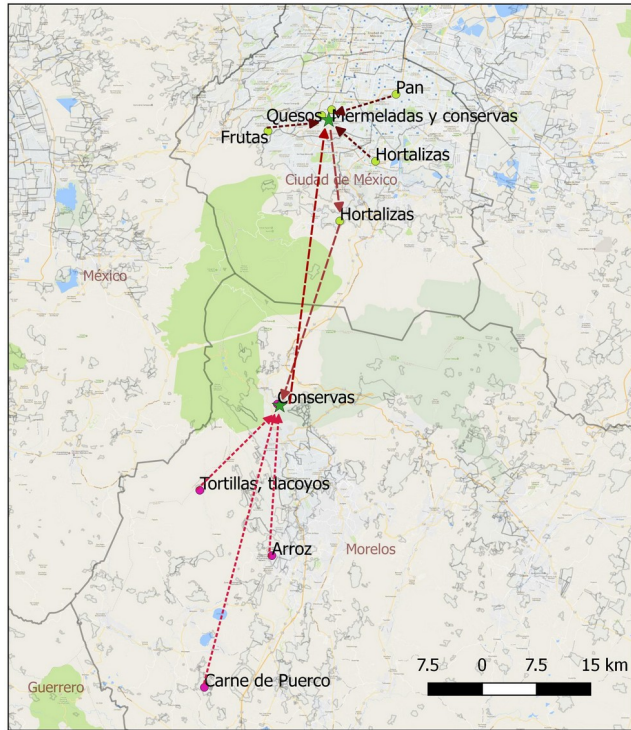 Pan
Quesos, Mermeladas y conservas
Frutas
Hortalizas
Ciudad de México
Hortalizas
México
Conservas
Tortillas, tlacoyos
Arroz
Morelos
Carne de Puerco
Guerrero
7.5 0 7.5 15 km